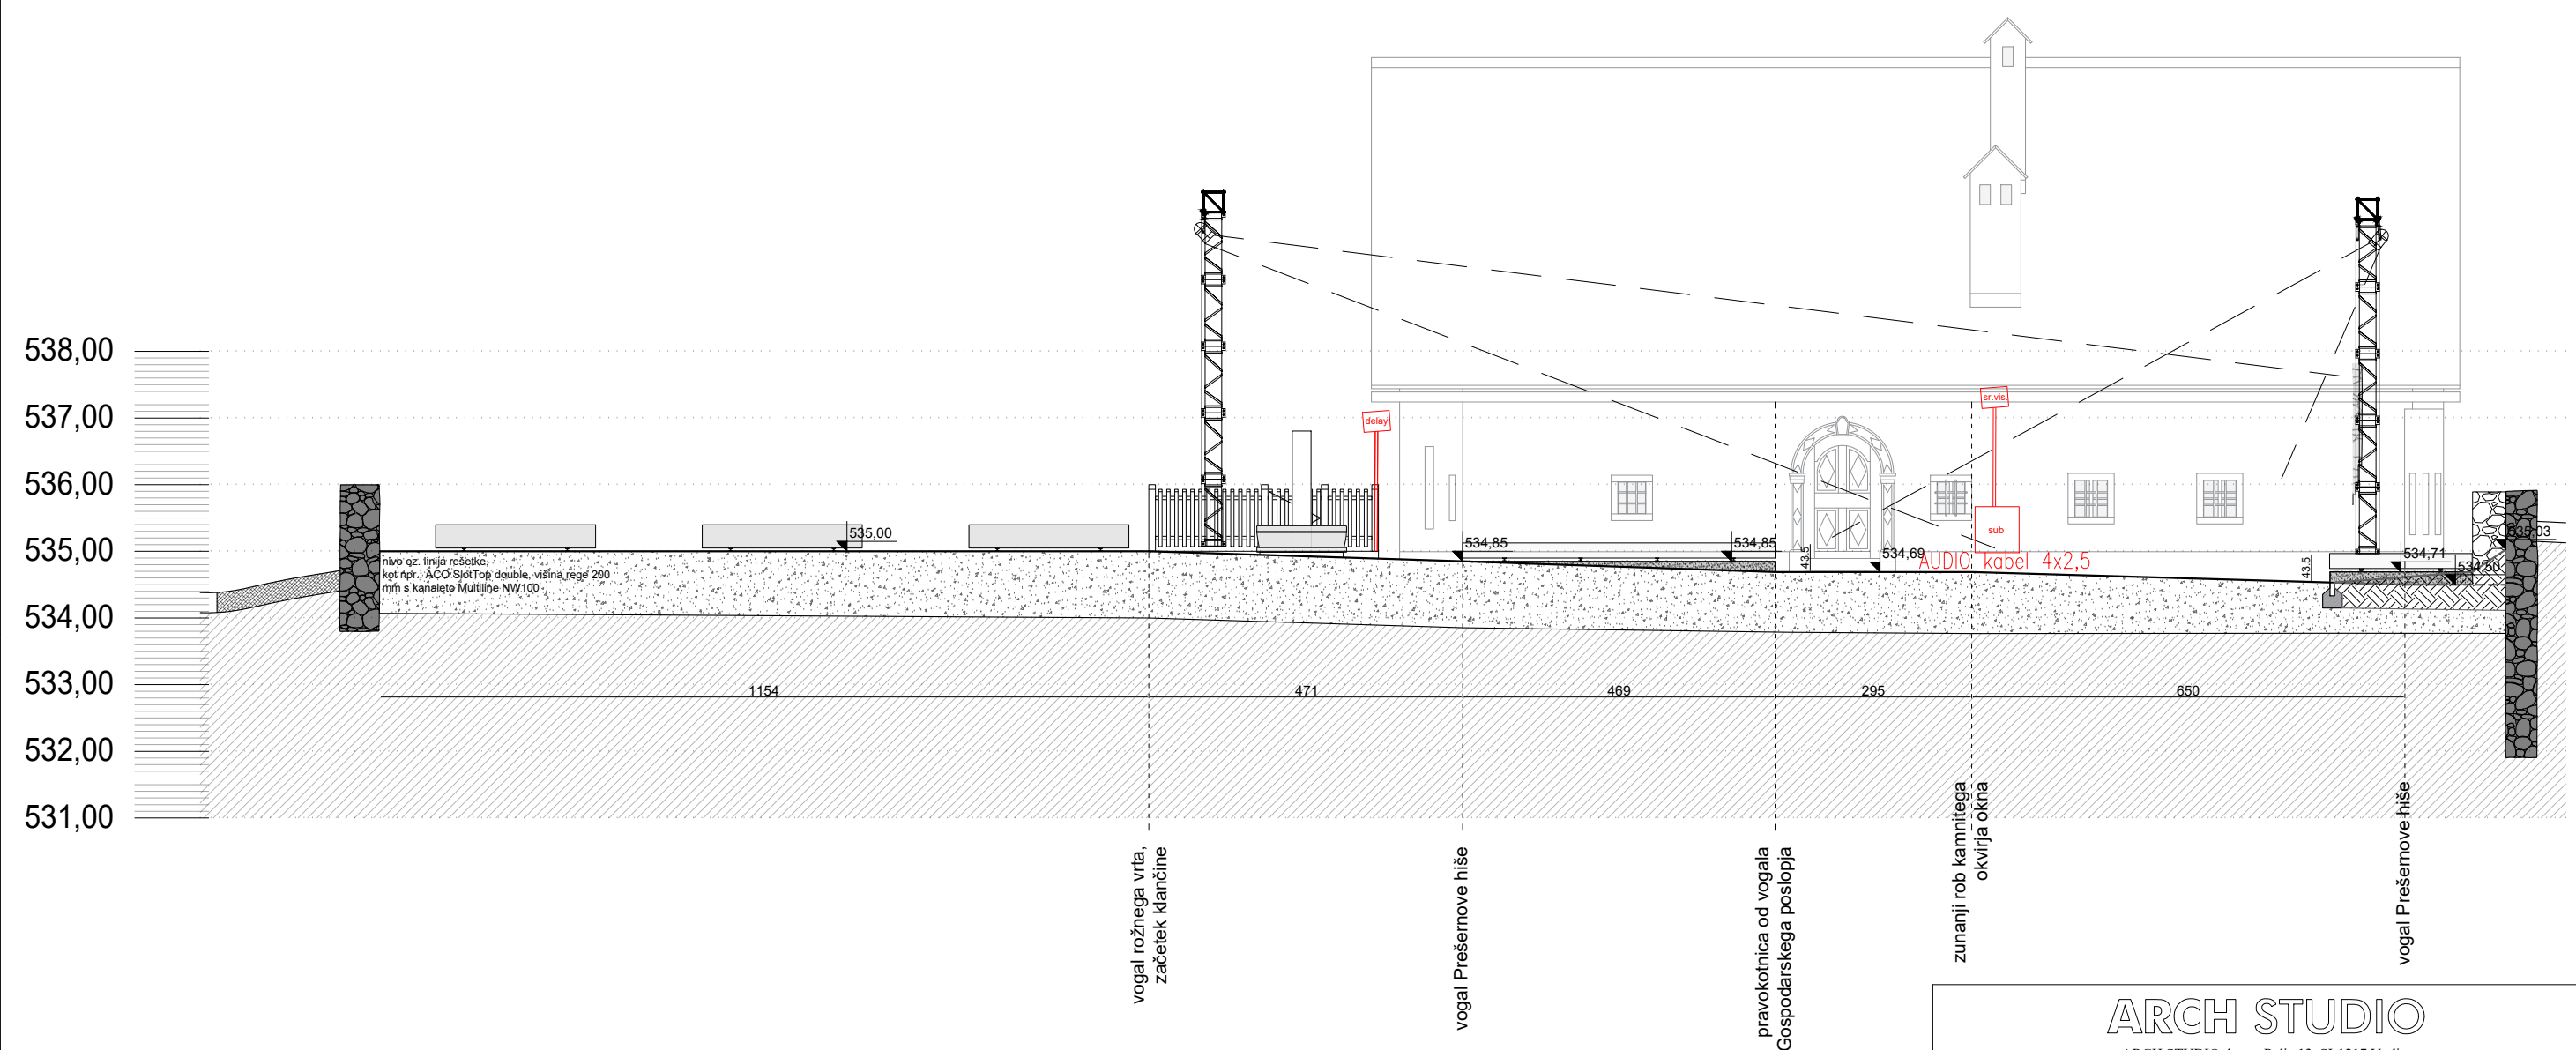 538,00
537,00
536,00
535,00
534,00
533,00
532,00
531,00
sr.vis.
delay
sub
535,00
534,85
534,85
43.5
534,69
AUDIO kabel 4x2,5
43.5
534,71
534,50
535,03
nivo oz. linija rešetke,
kot npr.: ACO SlotTop double, višina rege 200
mm s kanaleto Multiline NW100
1154
471
469
295
650
vogal rožnega vrta,
začetek klančine
vogal Prešernove hiše
pravokotnica od vogala
Gospodarskega poslopja
zunanji rob kamnitega
okvirja okna
vogal Prešernove hiše
ARCH STUDIO